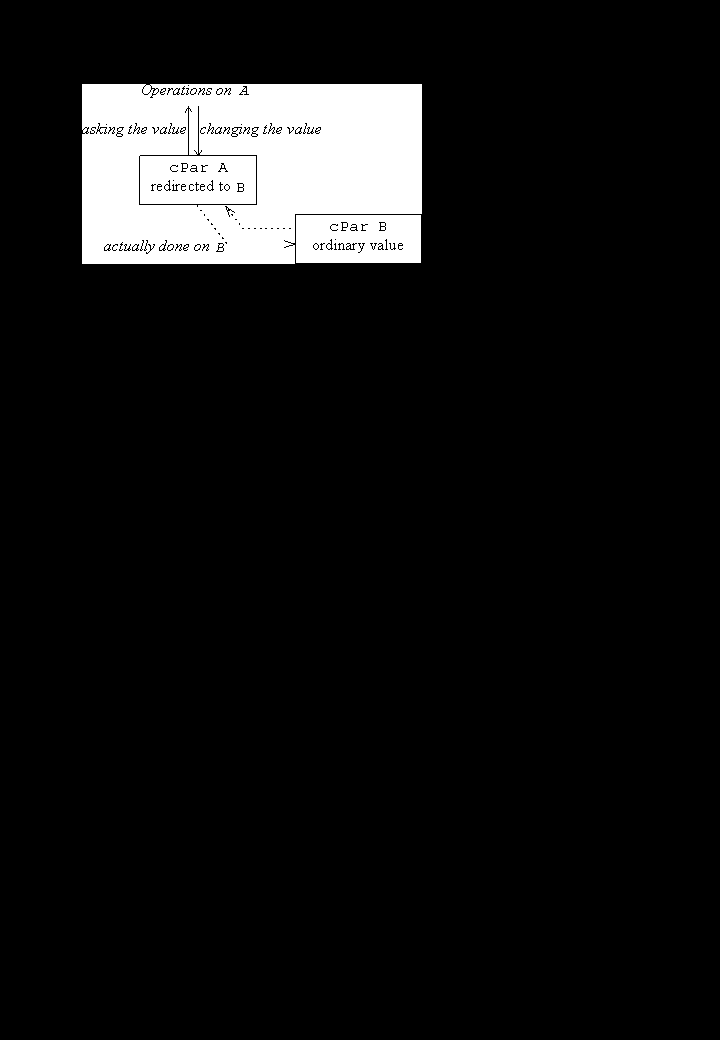 Operations on A
asking the value changing the value
cPar A
redirected to B
cPar B
ordinary value
actually done on B